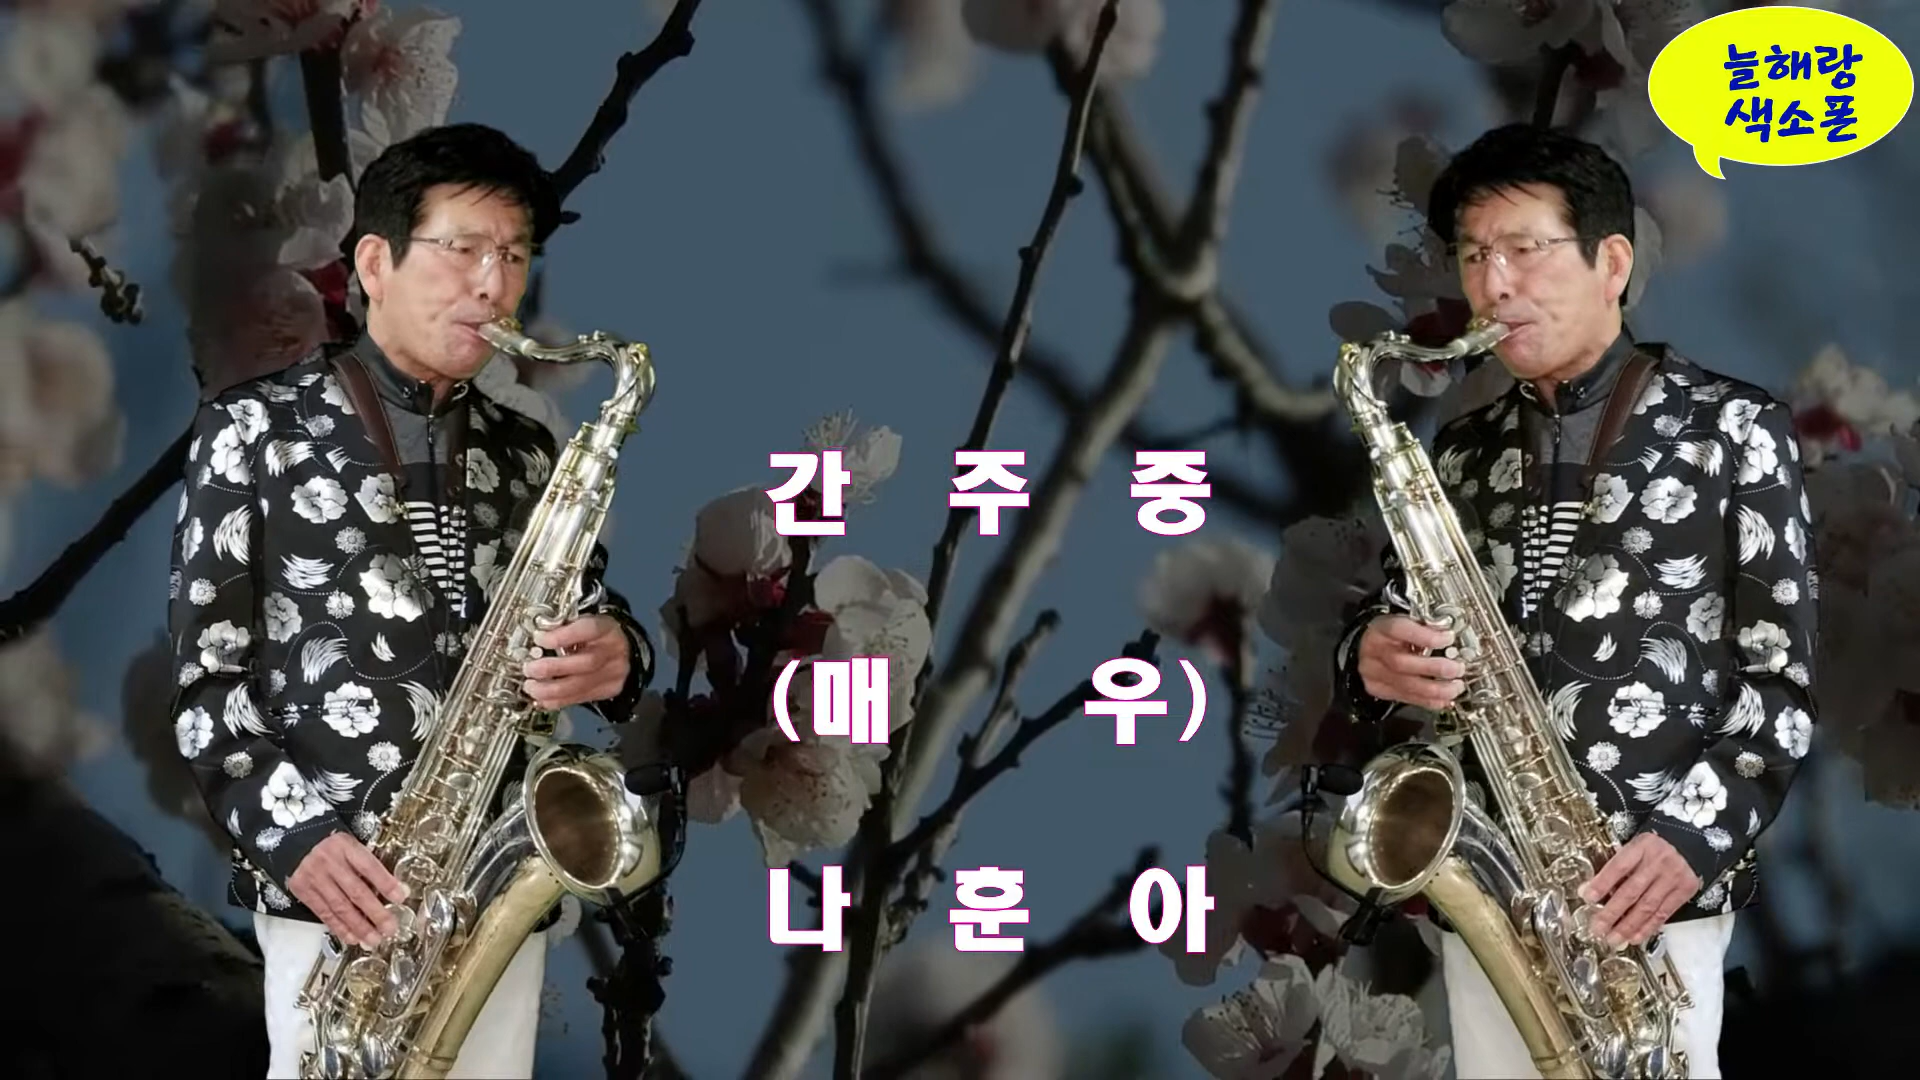 늘해랑
색소폰
간 주 중
(매 우)
나 훈 아